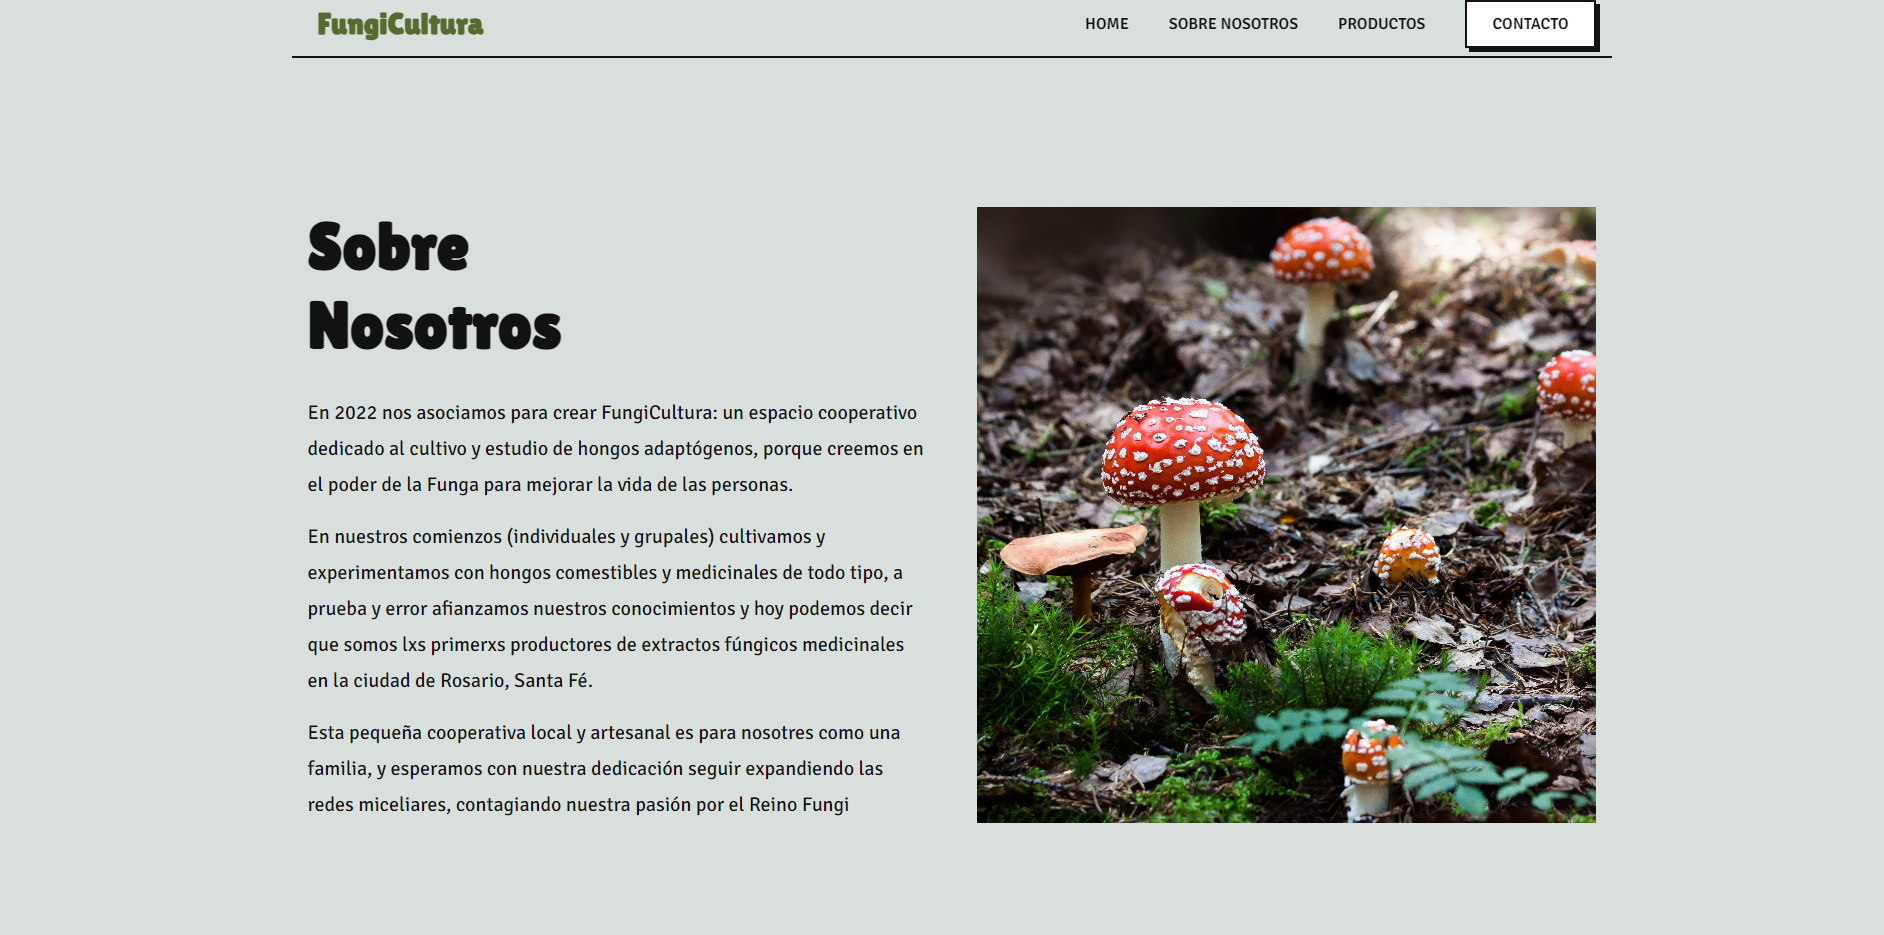 FungiCultura
HOME
SOBRE NOSOTROS
PRODUCTOS
CONTACTO
Sobre
Nosotros
En 2022 nos asociamos para crear FungiCultura: un espacio cooperativo
dedicado al cultivo y estudio de hongos adaptógenos, porque creemos en
el poder de la Funga para mejorar la vida de las personas.
En nuestros comienzos (individuales y grupales) cultivamos y
experimentamos con hongos comestibles y medicinales de todo tipo, a
prueba y error afianzamos nuestros conocimientos y hoy podemos decir
que somos lxs primerxs productores de extractos fúngicos medicinales
en la ciudad de Rosario, Santa Fé.
Esta pequeña cooperativa local y artesanal es para nosotres como una
familia, y esperamos con nuestra dedicación seguir expandiendo las
redes miceliares, contagiando nuestra pasión por el Reino Fungi